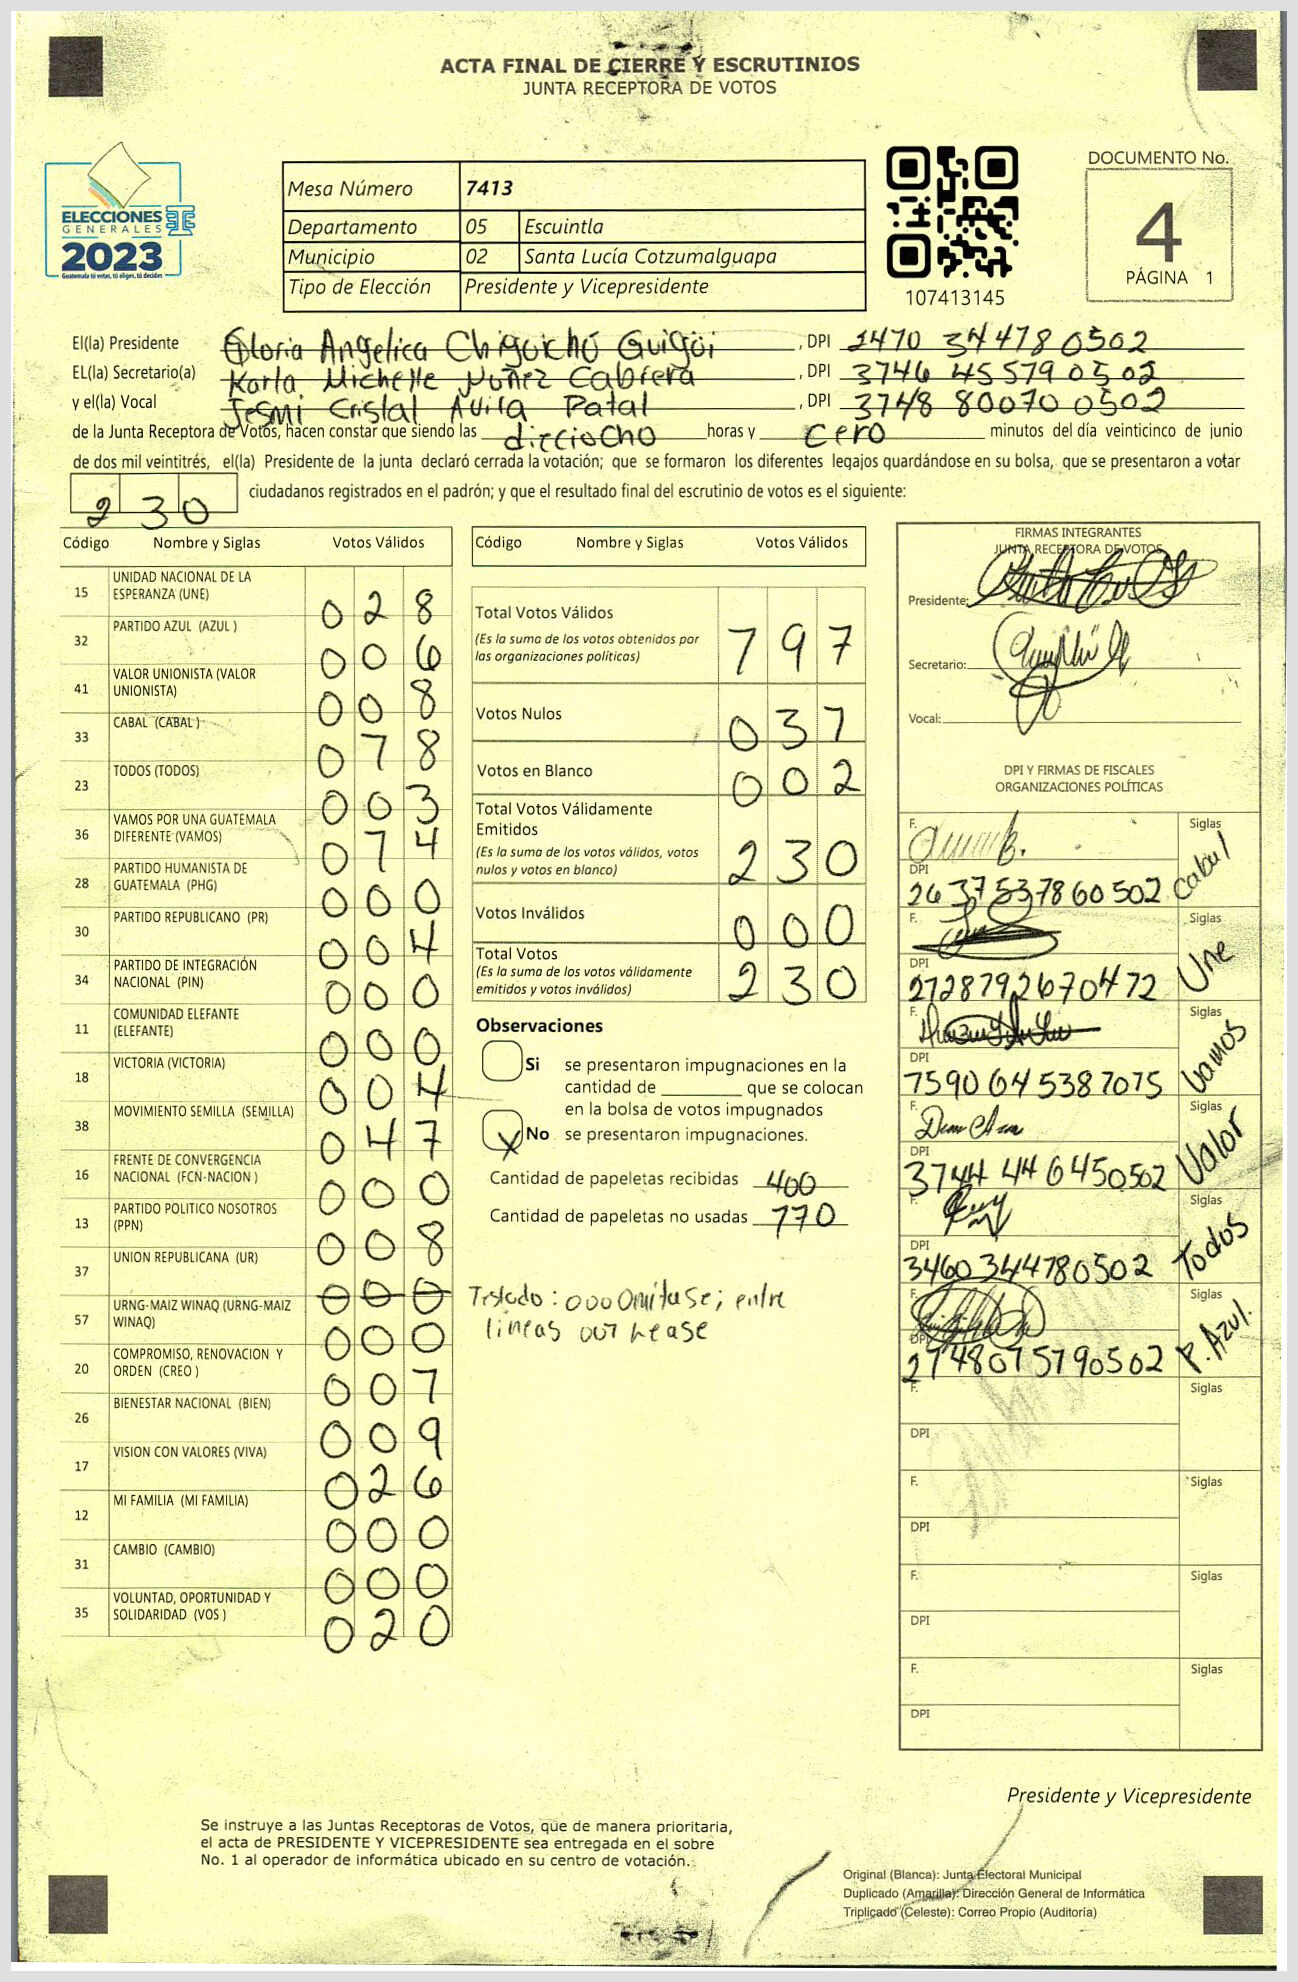 ACTA FINAL DE CIERRE Y ESCRUTINIOS
JUNTA RECEPTORA DE VOTOS
ELECCIONES
GENERALES
2023
Guatemala tú votas, tú eliges, tú decides
Mesa Número 7413
Departamento 05 Escuintla
Municipio 02 Santa Lucía Cotzumalguapa
Tipo de Elección Presidente y Vicepresidente
107413145
DOCUMENTO No.
4
PÁGINA 1
El(la) Presidente Gloria Angelica Chiguichú Guigüi, DPI 2470 34478 0502
EL(la) Secretario(a) Karla Michelle Nuñez Cabrera, DPI 3746 45579 0502
y el(la) Vocal Jesmi Cristal Avila Patal, DPI 3748 80070 0502
de la Junta Receptora de Votos, hacen constar que siendo las dieciocho horas y cero minutos del día veinticinco de junio
de dos mil veintitrés, el(la) Presidente de la junta declaró cerrada la votación; que se formaron los diferentes legajos guardándose en su bolsa, que se presentaron a votar
230 ciudadanos registrados en el padrón; y que el resultado final del escrutinio de votos es el siguiente:
Código Nombre y Siglas Votos Válidos
15 UNIDAD NACIONAL DE LA ESPERANZA (UNE) 028
32 PARTIDO AZUL (AZUL ) 006
41 VALOR UNIONISTA (VALOR UNIONISTA) 008
33 CABAL (CABAL ) 078
23 TODOS (TODOS) 003
36 VAMOS POR UNA GUATEMALA DIFERENTE (VAMOS) 074
28 PARTIDO HUMANISTA DE GUATEMALA (PHG) 000
30 PARTIDO REPUBLICANO (PR) 004
34 PARTIDO DE INTEGRACIÓN NACIONAL (PIN) 000
11 COMUNIDAD ELEFANTE (ELEFANTE) 000
18 VICTORIA (VICTORIA) 004
38 MOVIMIENTO SEMILLA (SEMILLA) 047
16 FRENTE DE CONVERGENCIA NACIONAL (FCN-NACION ) 000
13 PARTIDO POLITICO NOSOTROS (PPN) 008
37 UNION REPUBLICANA (UR) 000
57 URNG-MAIZ WINAQ (URNG-MAIZ WINAQ) 000
20 COMPROMISO, RENOVACION Y ORDEN (CREO ) 007
26 BIENESTAR NACIONAL (BIEN) 009
17 VISION CON VALORES (VIVA) 026
12 MI FAMILIA (MI FAMILIA) 000
31 CAMBIO (CAMBIO) 000
35 VOLUNTAD, OPORTUNIDAD Y SOLIDARIDAD (VOS ) 020
Código Nombre y Siglas Votos Válidos
Total Votos Válidos 797
(Es la suma de los votos obtenidos por
las organizaciones políticas)
Votos Nulos 037
Votos en Blanco 002
Total Votos Válidamente
Emitidos 230
(Es la suma de los votos válidos, votos
nulos y votos en blanco)
Votos Inválidos 000
Total Votos 230
(Es la suma de los votos válidamente
emitidos y votos inválidos)
Observaciones
Si se presentaron impugnaciones en la
cantidad de ________ que se colocan
en la bolsa de votos impugnados
X No se presentaron impugnaciones.
Cantidad de papeletas recibidas 400
Cantidad de papeletas no usadas 770
Testado: 000 Omitase; entre
lineas 007 Lease
FIRMAS INTEGRANTES
JUNTA RECEPTORA DE VOTOS
Presidente:
Secretario:
Vocal:
DPI Y FIRMAS DE FISCALES
ORGANIZACIONES POLÍTICAS
F. Siglas
DPI 2637537860502 Cabal
F. Siglas
DPI 2728792670472 Une
F. Siglas
DPI 7590645387075 Vamos
F. Siglas
DPI 3744446450502 Valor
F. Siglas
DPI 3460344780502 Todos
F. Siglas
DPI 2748075790502 P. Azul.
F. Siglas
DPI
F. Siglas
DPI
F. Siglas
DPI
F. Siglas
DPI
Presidente y Vicepresidente
Se instruye a las Juntas Receptoras de Votos, que de manera prioritaria,
el acta de PRESIDENTE Y VICEPRESIDENTE sea entregada en el sobre
No. 1 al operador de informática ubicado en su centro de votación.
Original (Blanca): Junta Electoral Municipal
Duplicado (Amarilla): Dirección General de Informática
Triplicado (Celeste): Correo Propio (Auditoría)